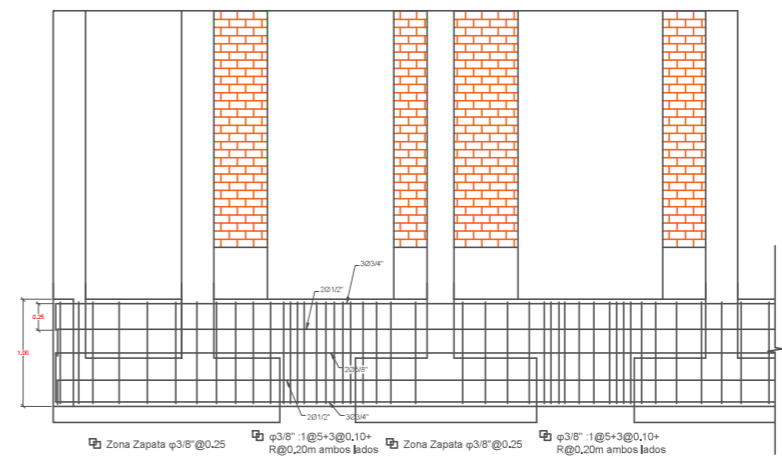 3Ø3/4"
2Ø1/2"
0.25
1.00
2Ø5/8"
2Ø1/2"
3Ø3/4"
Zona Zapata φ3/8"@0.25
φ3/8" :1@5+3@0.10+
R@0.20m ambos lados
Zona Zapata φ3/8"@0.25
φ3/8" :1@5+3@0.10+
R@0.20m ambos lados